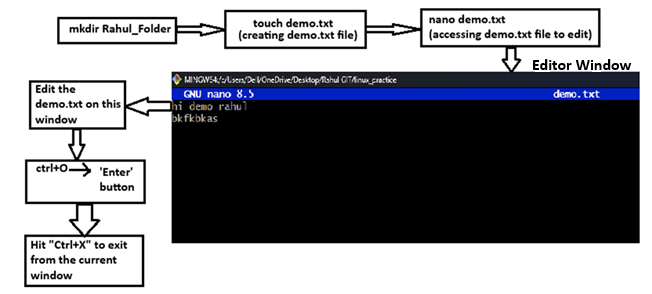 mkdir Rahul_Folder
touch demo.txt
(creating demo.txt file)
nano demo.txt
(accessing demo.txt file to edit)
Editor Window
MINGW64:/c/Users/Dell/OneDrive/Desktop/Rahul GIT/linux_practice
GNU nano 8.5 demo.txt
hi demo rahul
bkfkbkas
Edit the
demo.txt on this
window
ctrl+O 'Enter'
button
Hit "Ctrl+X" to exit
from the current
window